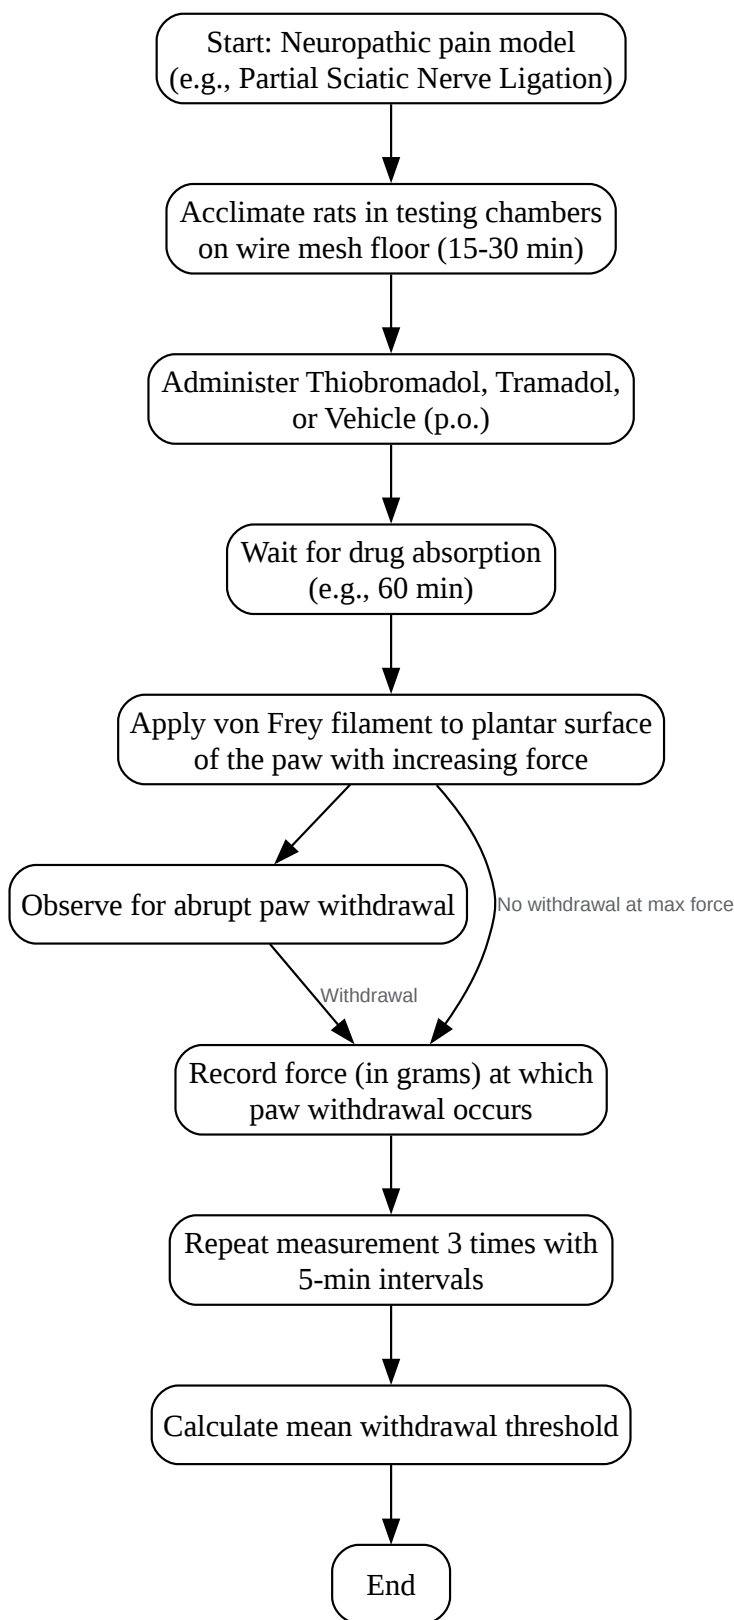 Start: Neuropathic pain model
(e.g., Partial Sciatic Nerve Ligation)
Acclimate rats in testing chambers
on wire mesh floor (15-30 min)
Administer Thiobromadol, Tramadol,
or Vehicle (p.o.)
Wait for drug absorption
(e.g., 60 min)
Apply von Frey filament to plantar surface
of the paw with increasing force
Observe for abrupt paw withdrawal
No withdrawal at max force
Withdrawal
Record force (in grams) at which
paw withdrawal occurs
Repeat measurement 3 times with
5-min intervals
Calculate mean withdrawal threshold
End